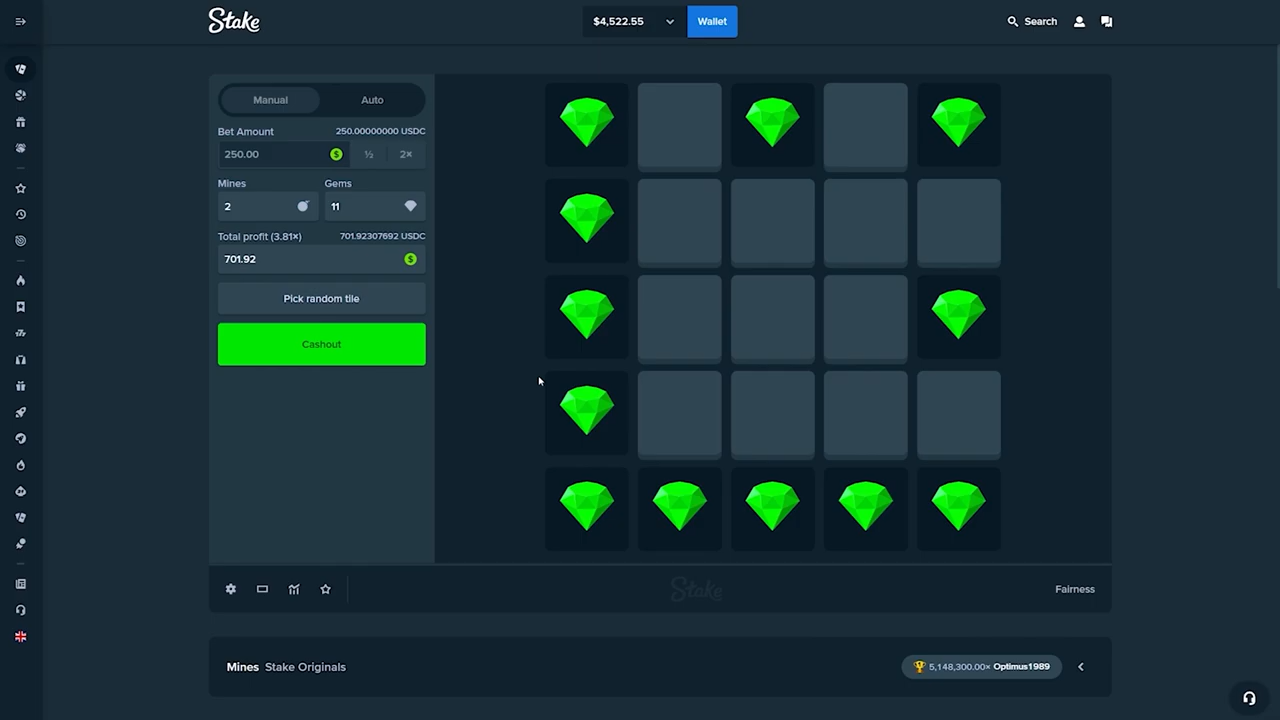 Stake
$4,522.55
Wallet
Search
Manual
Auto
Bet Amount
250.00000000 USDC
250.00
½
2×
Mines
Gems
2
11
Total profit (3.81×)
701.92307692 USDC
701.92
Pick random tile
Cashout
Stake
Fairness
Mines Stake Originals
5,148,300.00× Optimus1989